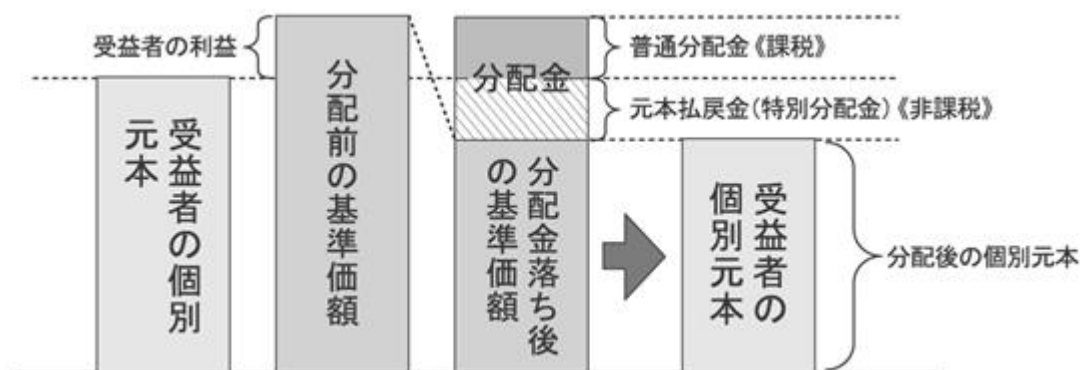 受益者の利益
受益者の個別
元本
分配前の基準価額
分配金
分配金落ち後
の基準価額
普通分配金《課税》
元本払戻金(特別分配金)《非課税》
受益者の
個別元本
分配後の個別元本